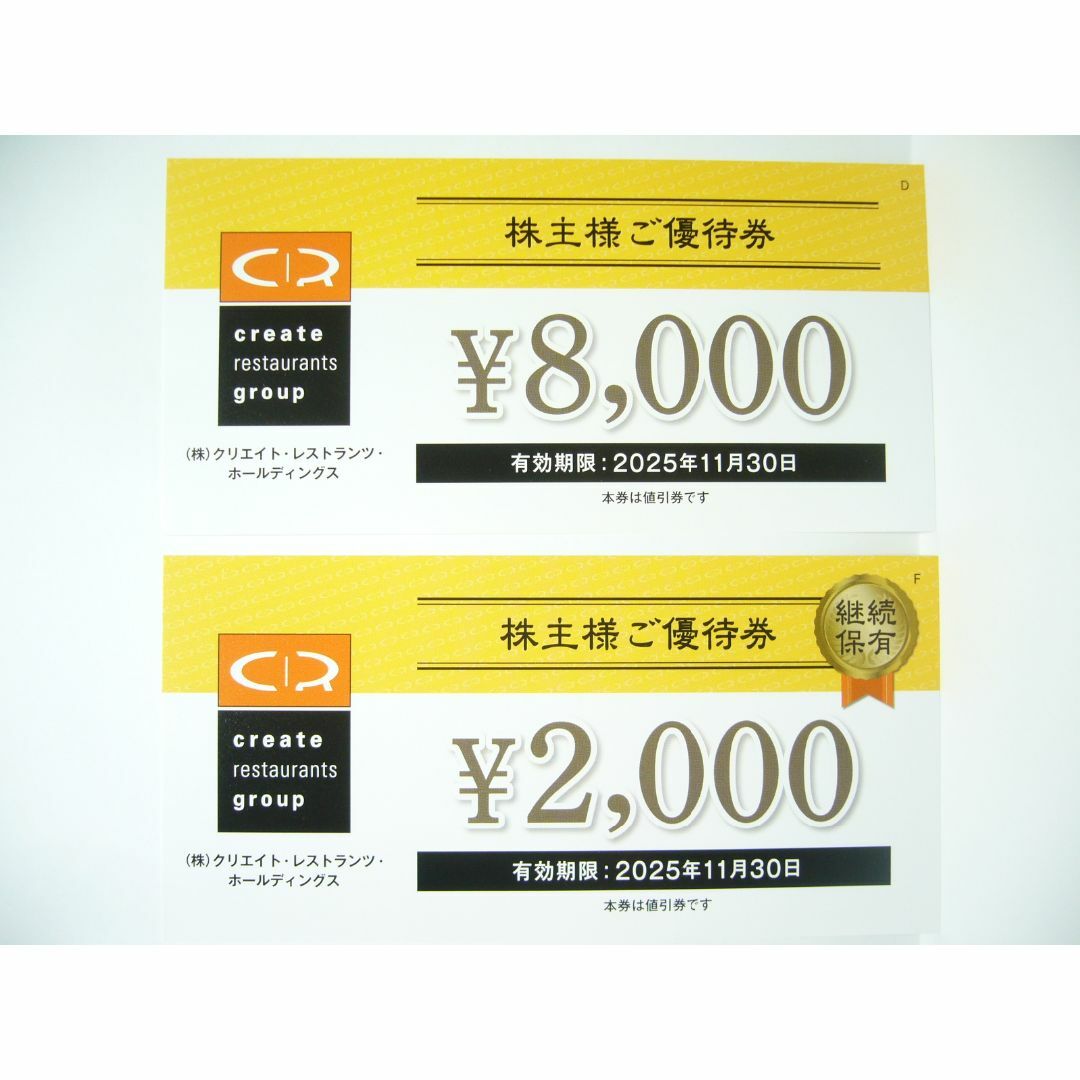 D
株主様ご優待券
CR
create
restaurants
group
¥8,000
(株)クリエイト・レストランツ・
ホールディングス
有効期限：2025年11月30日
本券は値引券です
F
株主様ご優待券
継続
保有
CR
create
restaurants
group
¥2,000
(株)クリエイト・レストランツ・
ホールディングス
有効期限：2025年11月30日
本券は値引券です